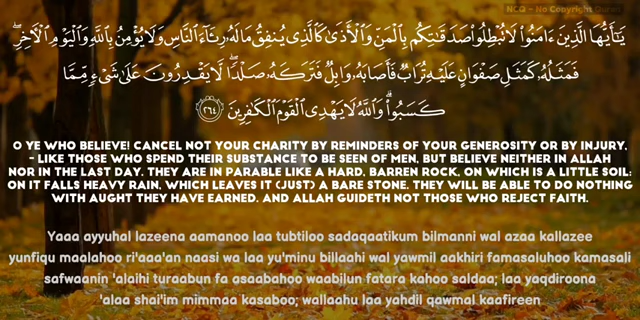 NCQ - No Copyright Quran
يَـٰٓأَيُّهَا ٱلَّذِينَ ءَامَنُوا۟ لَا تُبْطِلُوا۟ صَدَقَـٰتِكُم بِٱلْمَنِّ وَٱلْأَذَىٰ كَٱلَّذِى يُنفِقُ مَالَهُۥ رِئَآءَ ٱلنَّاسِ وَلَا يُؤْمِنُ بِٱللَّهِ وَٱلْيَوْمِ ٱلْـَٔاخِرِ ۖ
فَمَثَلُهُۥ كَمَثَلِ صَفْوَانٍ عَلَيْهِ تُرَابٌ فَأَصَابَهُۥ وَابِلٌ فَتَرَكَهُۥ صَلْدًا ۖ لَّا يَقْدِرُونَ عَلَىٰ شَىْءٍ مِّمَّا
كَسَبُوا۟ ۗ وَٱللَّهُ لَا يَهْدِى ٱلْقَوْمَ ٱلْكَـٰفِرِينَ ٢٦٤
O YE WHO BELIEVE! CANCEL NOT YOUR CHARITY BY REMINDERS OF YOUR GENEROSITY OR BY INJURY,
- LIKE THOSE WHO SPEND THEIR SUBSTANCE TO BE SEEN OF MEN, BUT BELIEVE NEITHER IN ALLAH
NOR IN THE LAST DAY. THEY ARE IN PARABLE LIKE A HARD, BARREN ROCK, ON WHICH IS A LITTLE SOIL:
ON IT FALLS HEAVY RAIN, WHICH LEAVES IT (JUST) A BARE STONE. THEY WILL BE ABLE TO DO NOTHING
WITH AUGHT THEY HAVE EARNED. AND ALLAH GUIDETH NOT THOSE WHO REJECT FAITH.
Yaaa ayyuhal lazeena aamanoo laa tubtiloo sadaqaatikum bilmanni wal azaa kallazee
yunfiqu maalahoo ri'aaa'an naasi wa laa yu'minu billaahi wal yawmil aakhiri famasaluhoo kamasali
safwaanin 'alaihi turaabun fa asaabahoo waabilun fatara kahoo saldaa; laa yaqdiroona
'alaa shai'im mimmaa kasaboo; wallaahu laa yahdil qawmal kaafireen